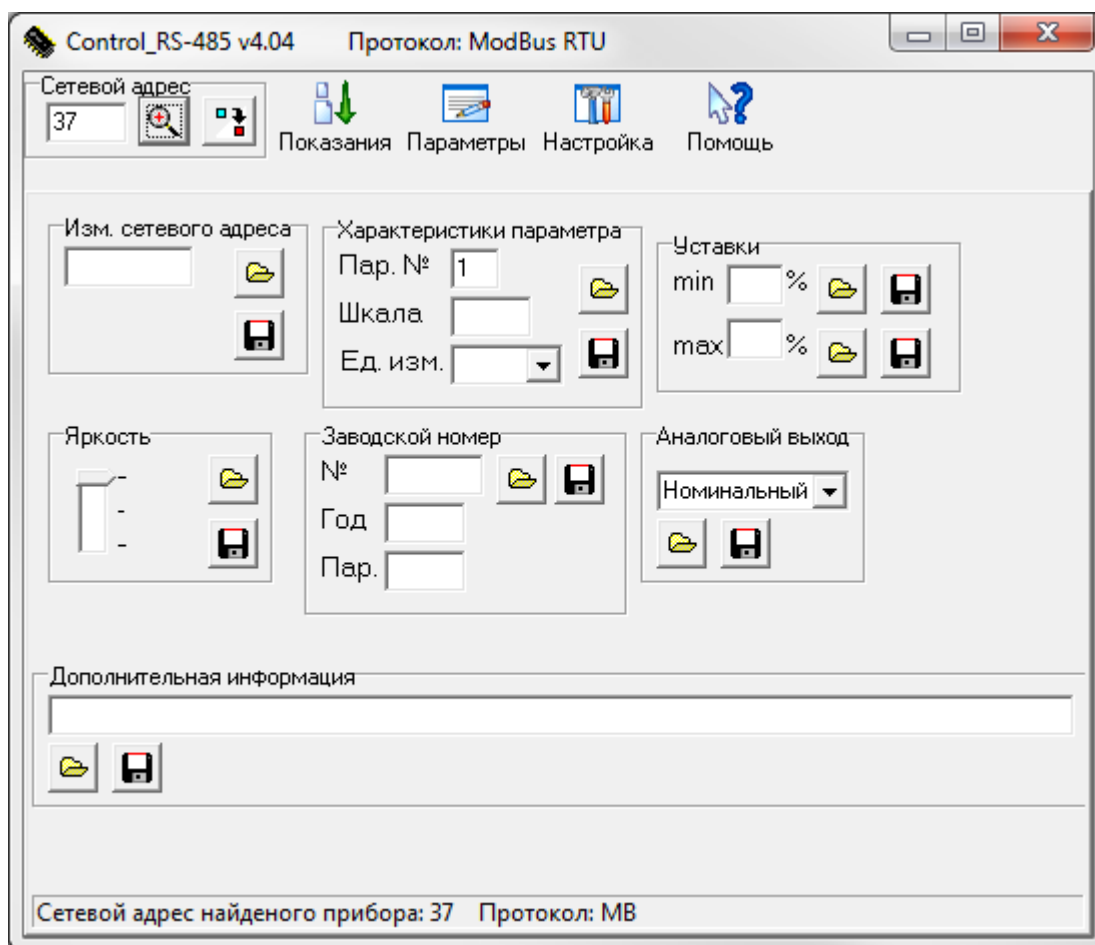 Control_RS-485 v4.04 Протокол: ModBus RTU
Сетевой адрес
37
Показания Параметры Настройка Помощь
Изм. сетевого адреса
Характеристики параметра
Пар. № 1
Шкала
Ед. изм.
Уставки
min %
max %
Яркость
Заводской номер
№
Год
Пар.
Аналоговый выход
Номинальный
Дополнительная информация
Сетевой адрес найденого прибора: 37 Протокол: MB